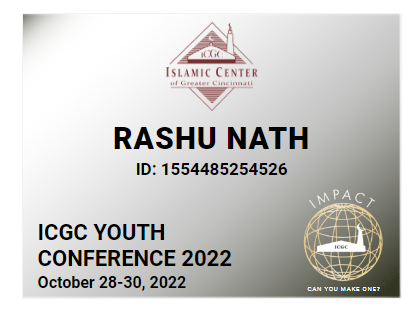 ICGC
ISLAMIC CENTER
of Greater Cincinnati
RASHU NATH
ID: 1554485254526
IMPACT
ICGC
CAN YOU MAKE ONE?
ICGC YOUTH
CONFERENCE 2022
October 28-30, 2022